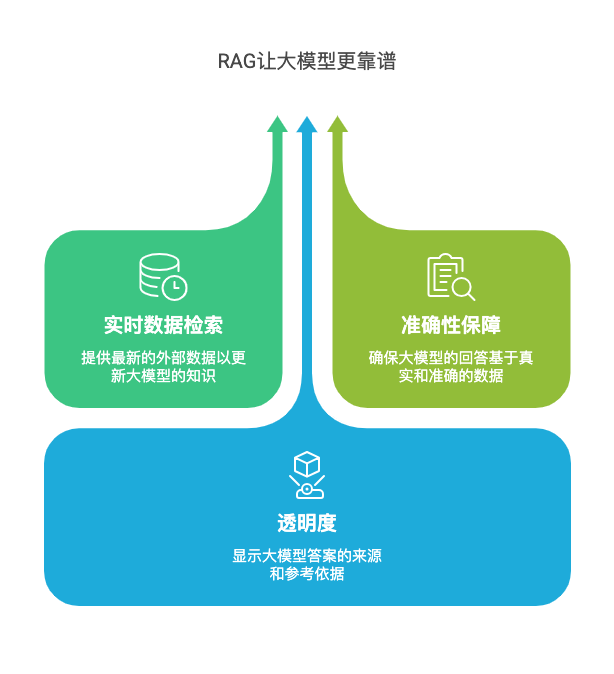 RAG让大模型更靠谱
实时数据检索
提供最新的外部数据以更
新大模型的知识
准确性保障
确保大模型的回答基于真
实和准确的数据
透明度
显示大模型答案的来源
和参考依据